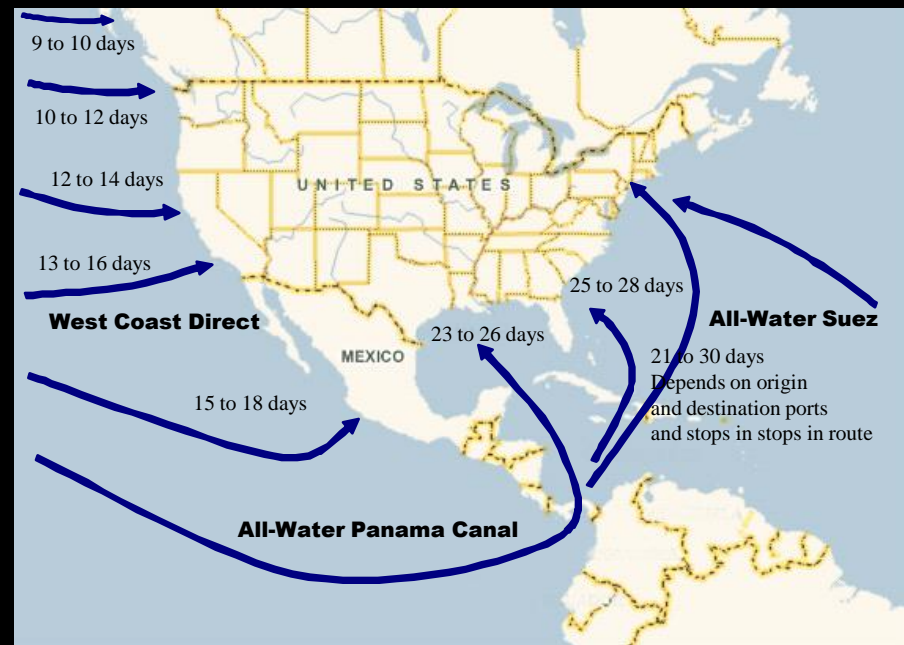 9 to 10 days
10 to 12 days
UNITED STATES
12 to 14 days
13 to 16 days
25 to 28 days
West Coast Direct
All-Water Suez
23 to 26 days
MEXICO
21 to 30 days
Depends on origin
and destination ports
and stops in stops in route
15 to 18 days
All-Water Panama Canal